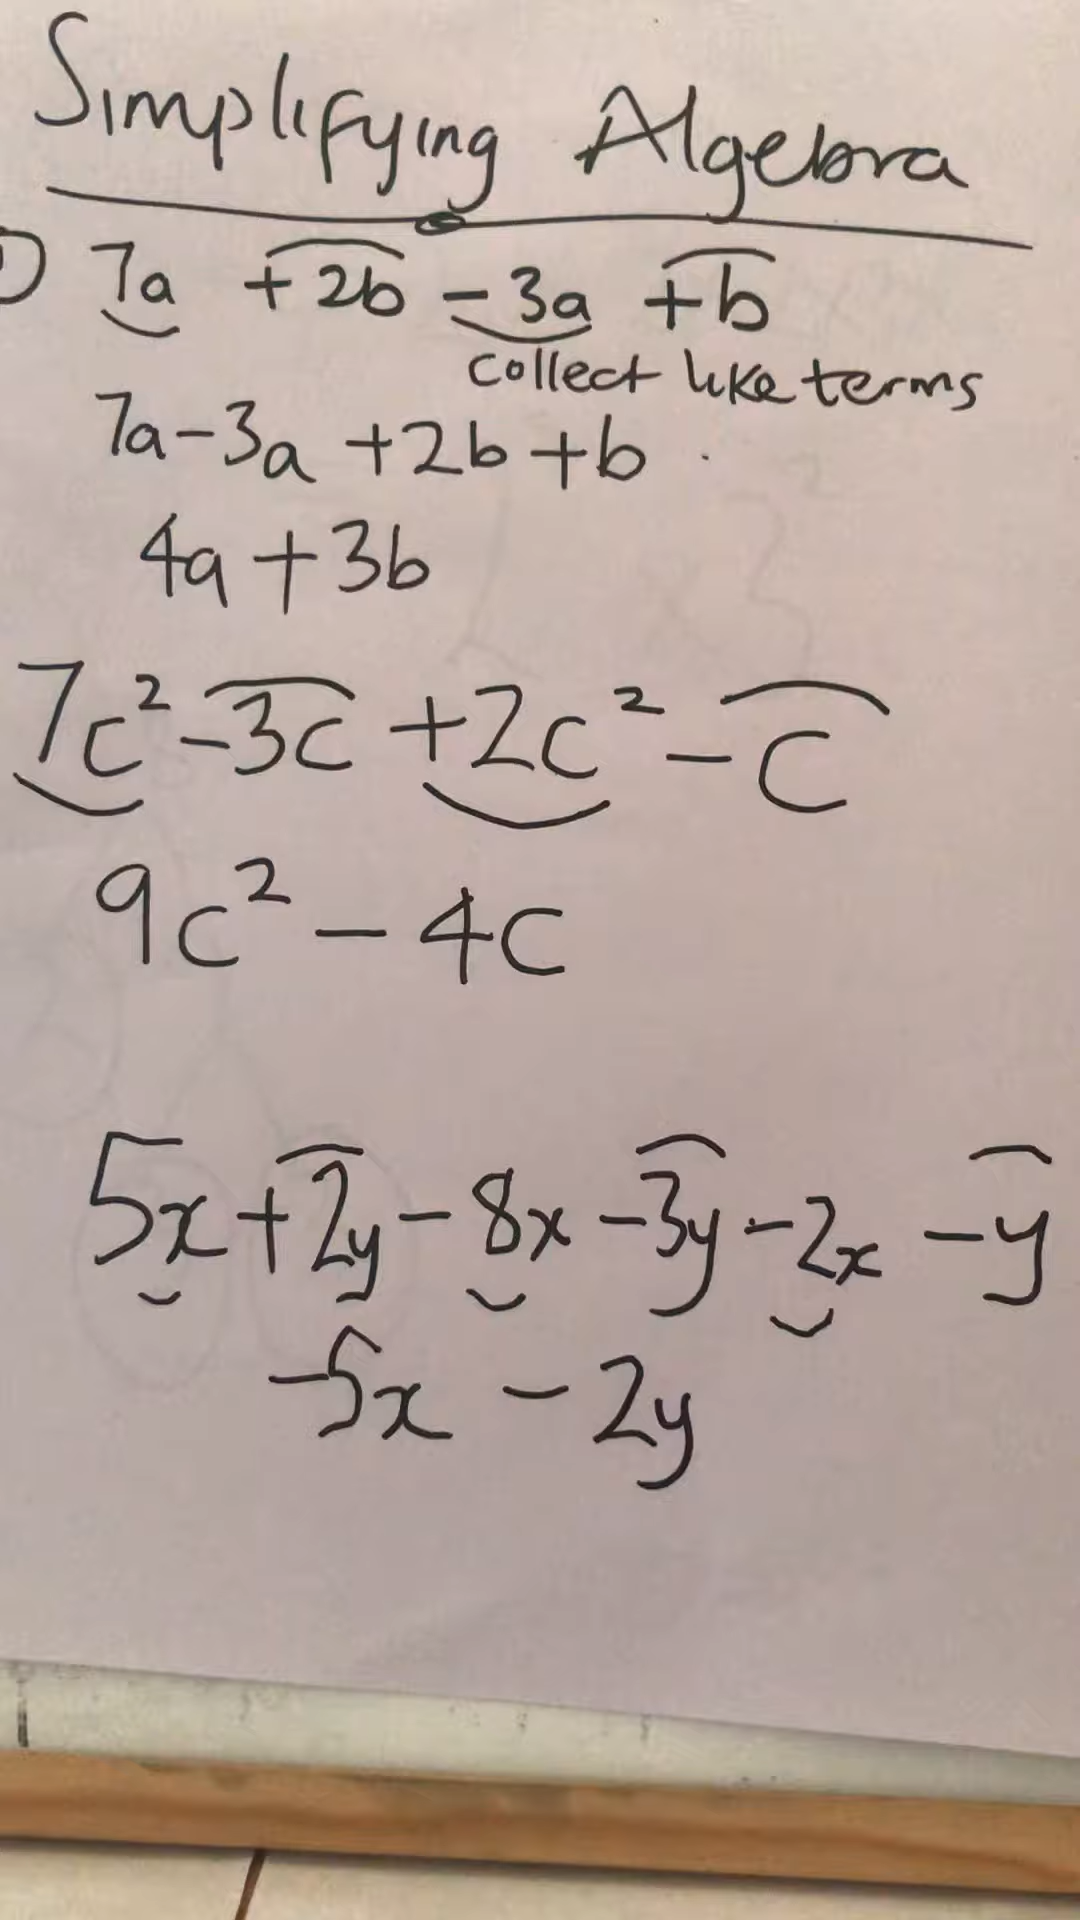 Simplifying Algebra
1) 7a + 2b - 3a + b
collect like terms
7a - 3a + 2b + b
4a + 3b
7c² - 3c + 2c² - c
9c² - 4c
5x + 2y - 8x - 3y - 2x - y
-5x - 2y